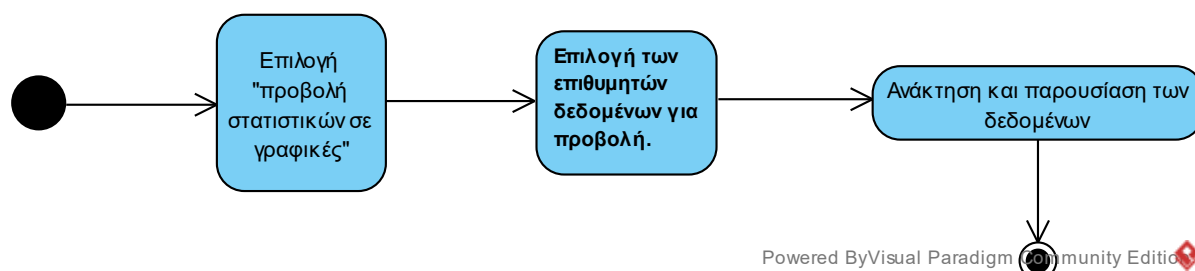 Επιλογή
"προβολή
στατιστικών σε
γραφικές"
Επιλογή των
επιθυμητών
δεδομένων για
προβολή.
Ανάκτηση και παρουσίαση των
δεδομένων
Powered ByVisual Paradigm Community Edition